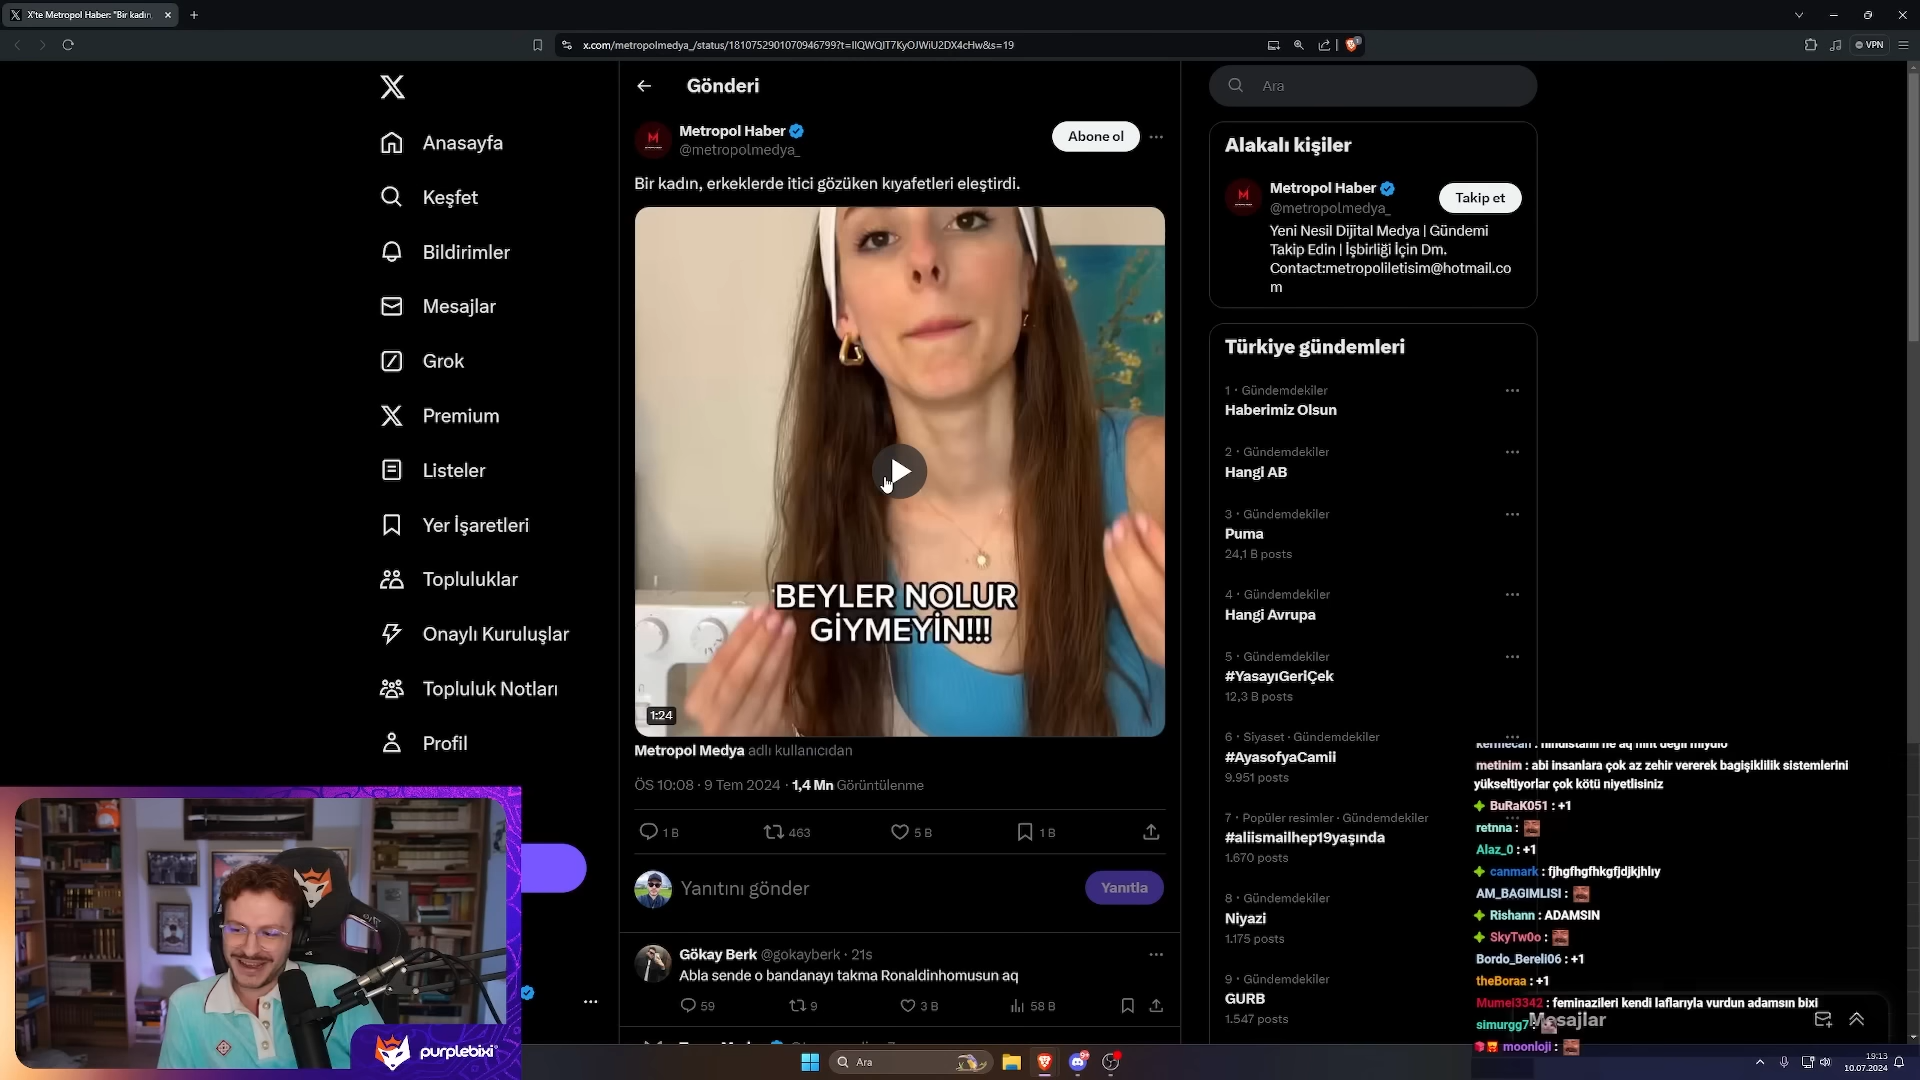 X'te Metropol Haber: "Bir kadın,
x.com/metropolmedya_/status/1810752901070946799?t=IIQWQIT7KyOJWiU2DX4cHw&s=19
VPN
Anasayfa
Keşfet
Bildirimler
Mesajlar
Grok
Premium
Listeler
Yer İşaretleri
Topluluklar
Onaylı Kuruluşlar
Topluluk Notları
Profil
Gönderi
Metropol Haber
@metropolmedya_
Abone ol
Bir kadın, erkeklerde itici gözüken kıyafetleri eleştirdi.
BEYLER NOLUR
GİYMEYİN!!!
1:24
Metropol Medya adlı kullanıcıdan
ÖS 10:08 · 9 Tem 2024 · 1,4 Mn Görüntülenme
1 B
463
5 B
1 B
Yanıtını gönder
Yanıtla
Gökay Berk @gokayberk · 21s
Abla sende o bandanayı takma Ronaldinhomusun aq
59
9
3 B
58 B
Ara
Alakalı kişiler
Metropol Haber
@metropolmedya_
Takip et
Yeni Nesil Dijital Medya | Gündemi
Takip Edin | İşbirliği İçin Dm.
Contact:metropoliletisim@hotmail.co
m
Türkiye gündemleri
1 · Gündemdekiler
Haberimiz Olsun
2 · Gündemdekiler
Hangi AB
3 · Gündemdekiler
Puma
24,1 B posts
4 · Gündemdekiler
Hangi Avrupa
5 · Gündemdekiler
#YasayıGeriÇek
12,3 B posts
6 · Siyaset · Gündemdekiler
#AyasofyaCamii
9.951 posts
7 · Popüler resimler · Gündemdekiler
#aliismailhep19yaşında
1.670 posts
8 · Gündemdekiler
Niyazi
1.175 posts
9 · Gündemdekiler
GURB
1.547 posts
Mesajlar
metinim : abi insanlara çok az zehir vererek bagişiklilik sistemlerini
yükseltiyorlar çok kötü niyetlisiniz
BuRaK051 : +1
retnna :
Alaz_0 : +1
canmark : fjhgfhgfhkgfjdjkjhlıy
AM_BAGIMLISI :
Rishann : ADAMSIN
SkyTw0o :
Bordo_Bereli06 : +1
theBoraa : +1
Mumel3342 : feminazileri kendi laflarıyla vurdun adamsın bixi
simurgg7 :
moonloji :
purplebixi
Ara
19:13
10.07.2024